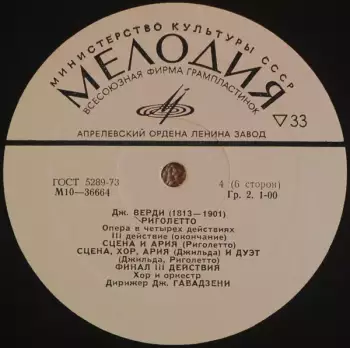 МИНИСТЕРСТВО КУЛЬТУРЫ СССР
МЕЛОДИЯ
ВСЕСОЮЗНАЯ ФИРМА ГРАМПЛАСТИНОК
АПРЕЛЕВСКИЙ ОРДЕНА ЛЕНИНА ЗАВОД
▽33
ГОСТ 5289-73
М10—36664
4 (6 сторон)
Гр. 2. 1-00
Дж. ВЕРДИ (1813—1901)
РИГОЛЕТТО
Опера в четырех действиях
III действие (окончание)
СЦЕНА И АРИЯ (Риголетто)
СЦЕНА, ХОР, АРИЯ (Джильда) И ДУЭТ
(Джильда, Риголетто)
ФИНАЛ III ДЕЙСТВИЯ
Хор и оркестр
Дирижер Дж. ГАВАДЗЕНИ